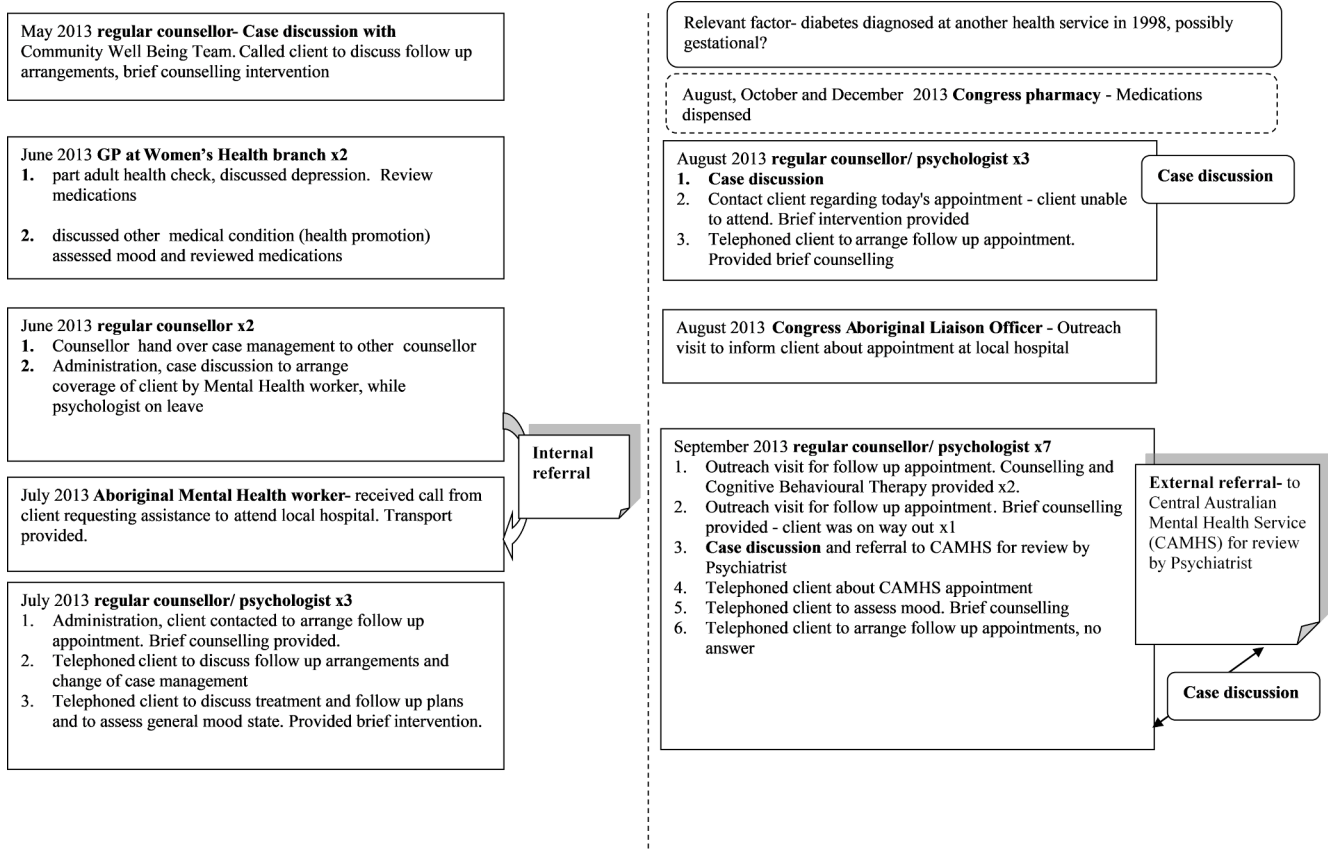 May 2013 regular counsellor- Case discussion with
Community Well Being Team. Called client to discuss follow up
arrangements, brief counselling intervention
June 2013 GP at Women's Health branch x2
1. part adult health check, discussed depression. Review
medications
2. discussed other medical condition (health promotion)
assessed mood and reviewed medications
June 2013 regular counsellor x2
1. Counsellor hand over case management to other counsellor
2. Administration, case discussion to arrange
coverage of client by Mental Health worker, while
psychologist on leave
Internal
referral
July 2013 Aboriginal Mental Health worker- received call from
client requesting assistance to attend local hospital. Transport
provided.
July 2013 regular counsellor/ psychologist x3
1. Administration, client contacted to arrange follow up
appointment. Brief counselling provided.
2. Telephoned client to discuss follow up arrangements and
change of case management
3. Telephoned client to discuss treatment and follow up plans
and to assess general mood state. Provided brief intervention.
Relevant factor- diabetes diagnosed at another health service in 1998, possibly
gestational?
August, October and December 2013 Congress pharmacy - Medications
dispensed
August 2013 regular counsellor/ psychologist x3
1. Case discussion
2. Contact client regarding today's appointment - client unable
to attend. Brief intervention provided
3. Telephoned client to arrange follow up appointment.
Provided brief counselling
Case discussion
August 2013 Congress Aboriginal Liaison Officer - Outreach
visit to inform client about appointment at local hospital
September 2013 regular counsellor/ psychologist x7
1. Outreach visit for follow up appointment. Counselling and
Cognitive Behavioural Therapy provided x2.
2. Outreach visit for follow up appointment. Brief counselling
provided - client was on way out x1
3. Case discussion and referral to CAMHS for review by
Psychiatrist
4. Telephoned client about CAMHS appointment
5. Telephoned client to assess mood. Brief counselling
6. Telephoned client to arrange follow up appointments, no
answer
External referral- to
Central Australian
Mental Health Service
(CAMHS) for review
by Psychiatrist
Case discussion